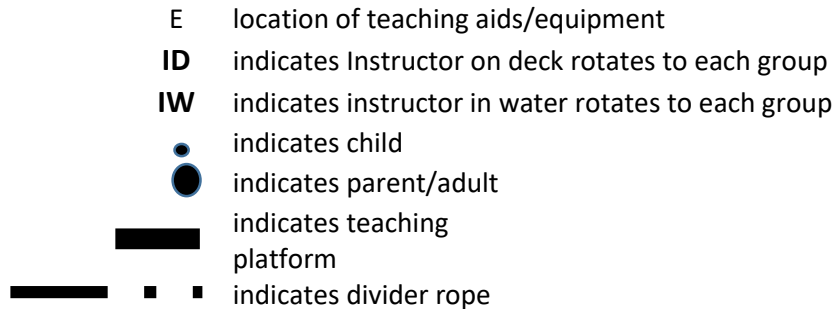 E location of teaching aids/equipment
ID indicates Instructor on deck rotates to each group
IW indicates instructor in water rotates to each group
indicates child
indicates parent/adult
indicates teaching
platform
indicates divider rope